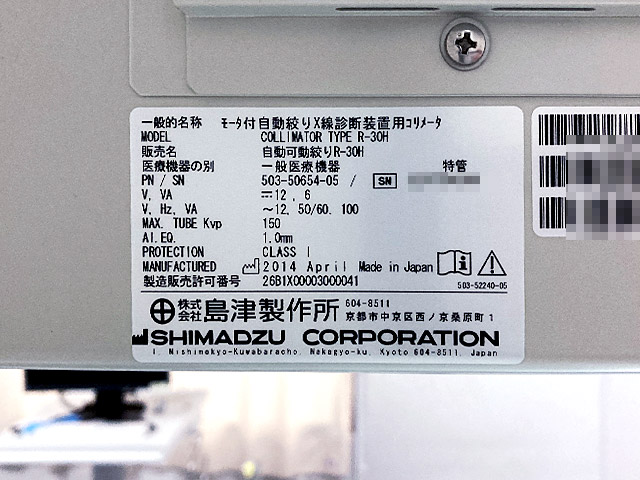 一般的名称 モータ付自動絞りX線診断装置用コリメータ
MODEL COLLIMATOR TYPE R-30H
販売名 自動可動絞りR-30H
医療機器の別 一般医療機器 特管
PN / SN 503-50654-05 / SN
V, VA ⎓12, 6
V, Hz, VA ～12, 50/60, 100
MAX. TUBE Kvp 150
Al.EQ. 1.0mm
PROTECTION CLASS I
MANUFACTURED 2014 April Made in Japan
製造販売許可番号 26B1X00003000041
503-52240-05
株式会社 島津製作所 604-8511
京都市中京区西ノ京桑原町1
SHIMADZU CORPORATION
1, Nishinokyo-Kuwabaracho, Nakagyo-ku, Kyoto 604-8511, Japan